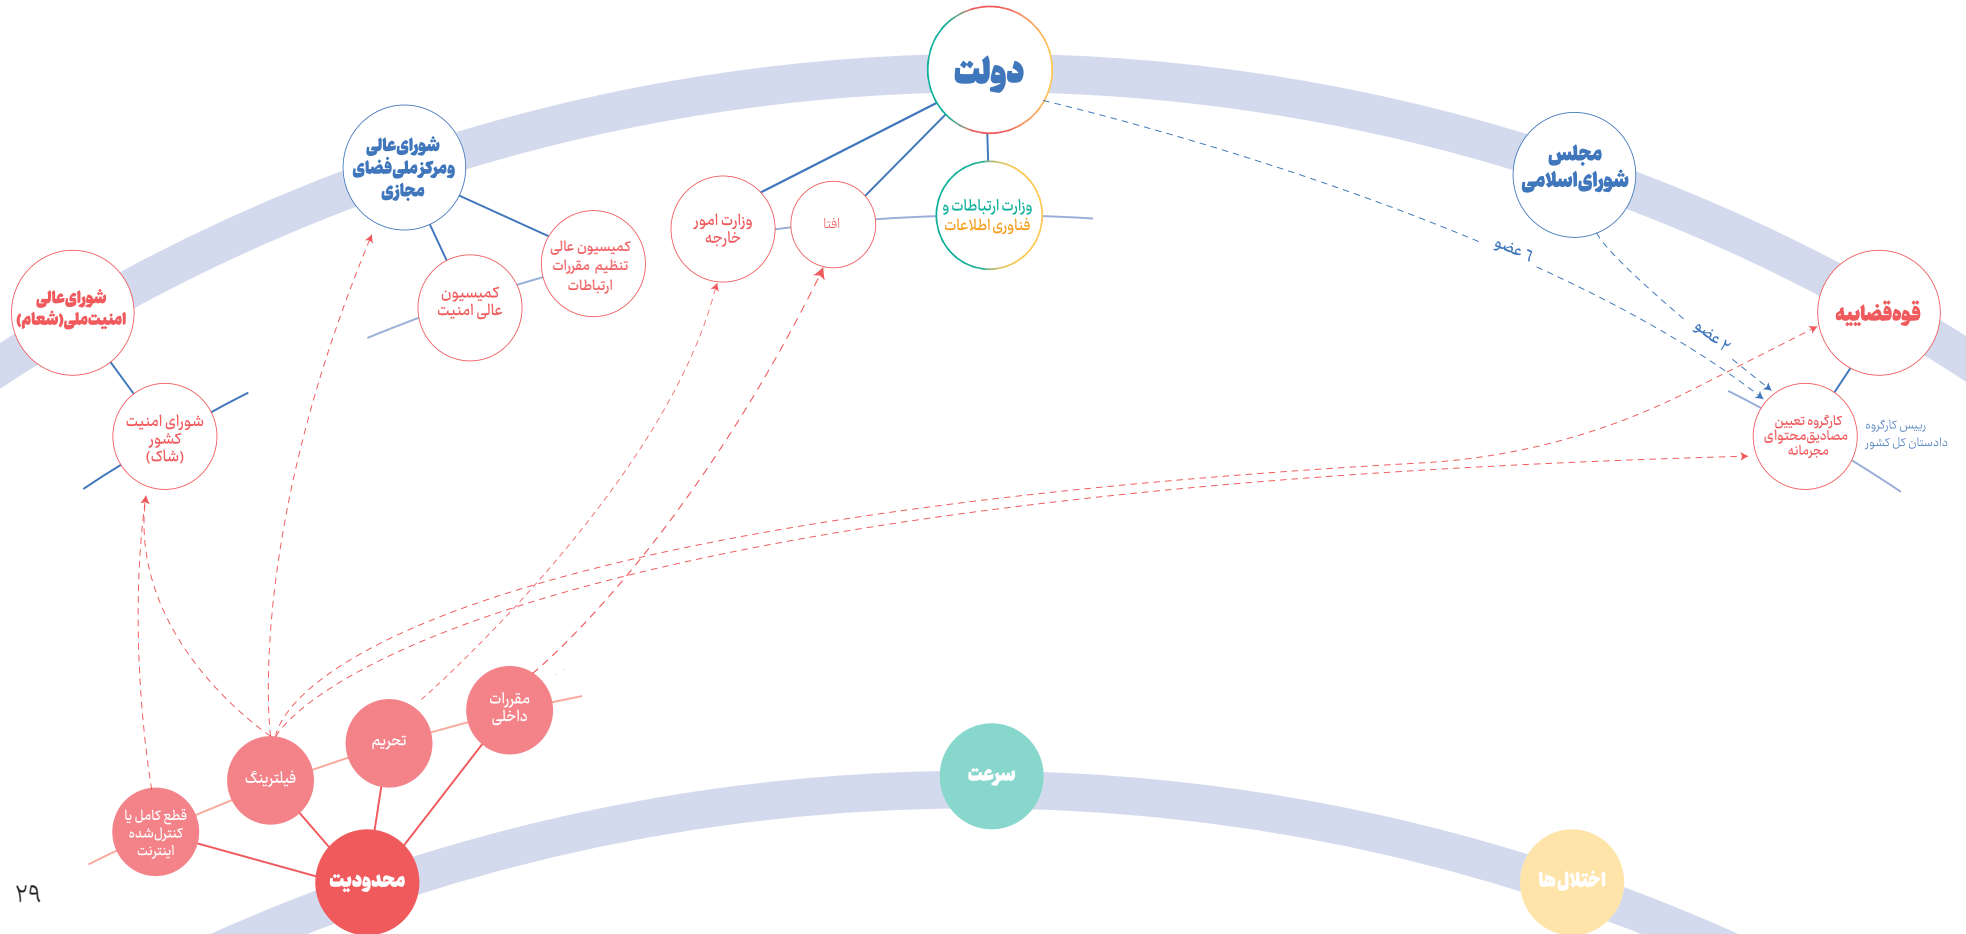 دولت
مجلس
شورای‌اسلامی
شورای‌عالی
ومرکزملی‌فضای
مجازی
قوه‌قضاییه
شورای‌عالی
امنیت‌ملی(شعام)
وزارت ارتباطات و
فناوری اطلاعات
افتا
وزارت امور
خارجه
کمیسیون عالی
تنظیم مقررات
ارتباطات
کمیسیون
عالی امنیت
۶ عضو
۲ عضو
کارگروه تعیین
مصادیق‌محتوای
مجرمانه
رییس کارگروه
دادستان کل کشور
شورای امنیت
کشور
(شاک)
مقررات
داخلی
تحریم
فیلترینگ
قطع کامل یا
کنترل‌شده
اینترنت
سرعت
اختلال‌ها
محدودیت
۲۹